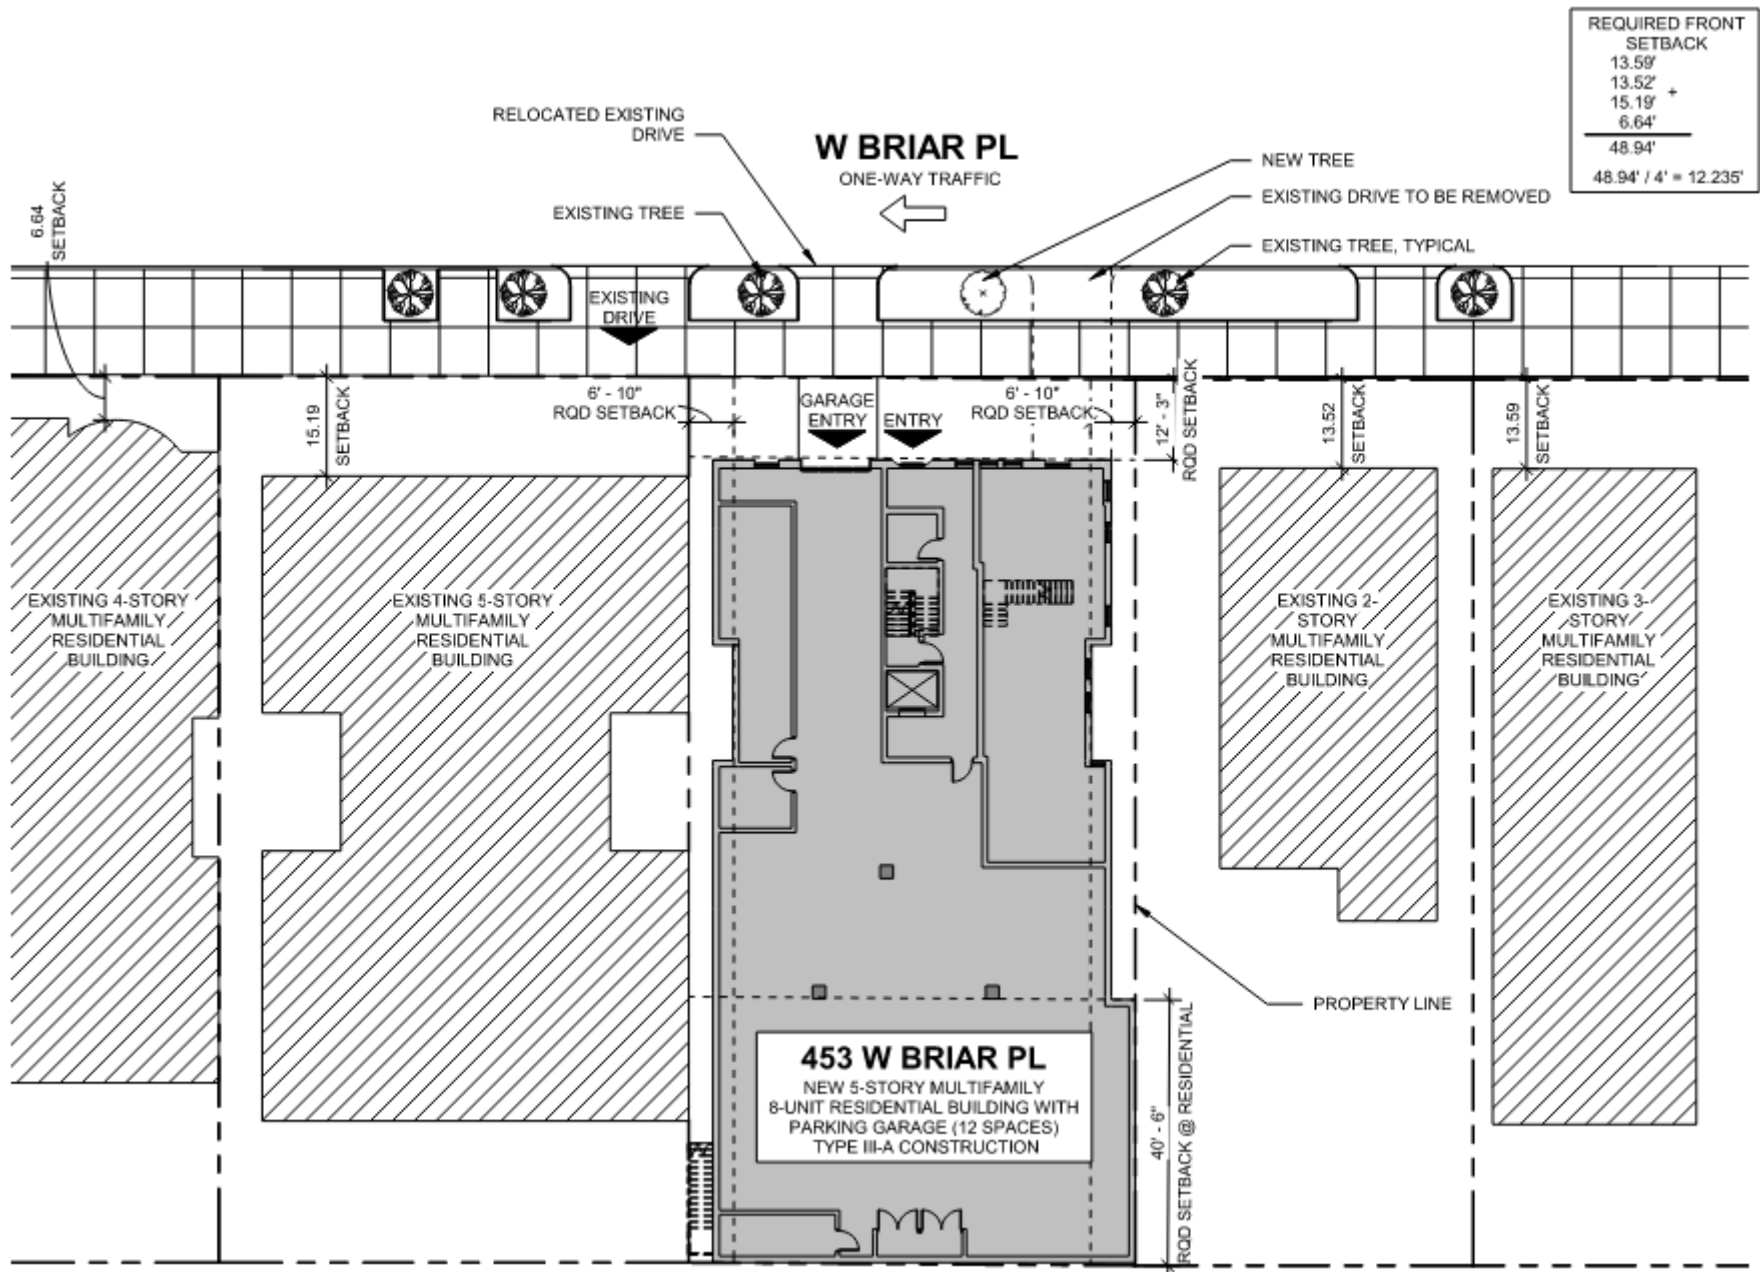 REQUIRED FRONT
SETBACK
13.59'
13.52'
15.19' +
6.64'
48.94'
48.94' / 4' = 12.235'
RELOCATED EXISTING
DRIVE
W BRIAR PL
ONE-WAY TRAFFIC
NEW TREE
EXISTING DRIVE TO BE REMOVED
EXISTING TREE
EXISTING TREE, TYPICAL
6.64
SETBACK
EXISTING
DRIVE
15.19
SETBACK
6' - 10"
RQD SETBACK
GARAGE
ENTRY
ENTRY
6' - 10"
RQD SETBACK
12' - 3"
RQD SETBACK
13.52
SETBACK
13.59
SETBACK
EXISTING 4-STORY
MULTIFAMILY
RESIDENTIAL
BUILDING
EXISTING 5-STORY
MULTIFAMILY
RESIDENTIAL
BUILDING
EXISTING 2-
STORY
MULTIFAMILY
RESIDENTIAL
BUILDING
EXISTING 3-
STORY
MULTIFAMILY
RESIDENTIAL
BUILDING
PROPERTY LINE
453 W BRIAR PL
NEW 5-STORY MULTIFAMILY
8-UNIT RESIDENTIAL BUILDING WITH
PARKING GARAGE (12 SPACES)
TYPE III-A CONSTRUCTION
40' - 6"
RQD SETBACK @ RESIDENTIAL